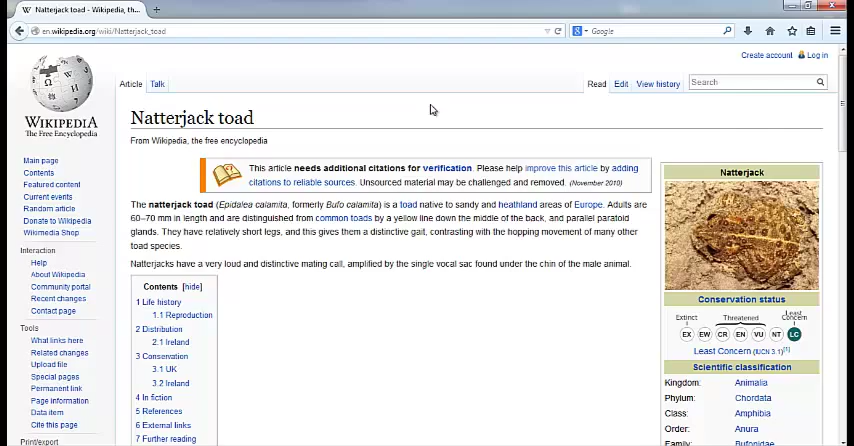 Natterjack toad - Wikipedia, th...
en.wikipedia.org/wiki/Natterjack_toad
Google
Create account Log in
Article Talk
Read Edit View history
Search
WIKIPEDIA
The Free Encyclopedia
Main page
Contents
Featured content
Current events
Random article
Donate to Wikipedia
Wikimedia Shop
Interaction
Help
About Wikipedia
Community portal
Recent changes
Contact page
Tools
What links here
Related changes
Upload file
Special pages
Permanent link
Page information
Data item
Cite this page
Print/export
Natterjack toad
From Wikipedia, the free encyclopedia
This article needs additional citations for verification. Please help improve this article by adding
citations to reliable sources. Unsourced material may be challenged and removed. (November 2010)
The natterjack toad (Epidalea calamita, formerly Bufo calamita) is a toad native to sandy and heathland areas of Europe. Adults are
60–70 mm in length and are distinguished from common toads by a yellow line down the middle of the back, and parallel paratoid
glands. They have relatively short legs, and this gives them a distinctive gait, contrasting with the hopping movement of many other
toad species.
Natterjacks have a very loud and distinctive mating call, amplified by the single vocal sac found under the chin of the male animal.
Contents [hide]
1 Life history
1.1 Reproduction
2 Distribution
2.1 Ireland
3 Conservation
3.1 UK
3.2 Ireland
4 In fiction
5 References
6 External links
7 Further reading
Natterjack
Conservation status
Extinct Threatened Least Concern
EX EW CR EN VU NT LC
Least Concern (IUCN 3.1)[1]
Scientific classification
Kingdom: Animalia
Phylum: Chordata
Class: Amphibia
Order: Anura
Family: Bufonidae